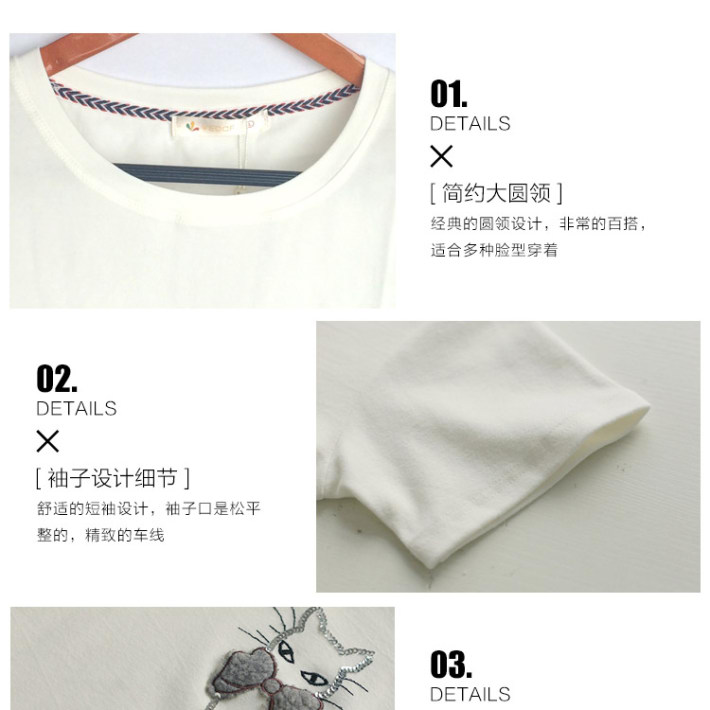 01.
DETAILS
[ 简约大圆领 ]
经典的圆领设计，非常的百搭，
适合多种脸型穿着
02.
DETAILS
[ 袖子设计细节 ]
舒适的短袖设计，袖子口是松平
整的，精致的车线
03.
DETAILS